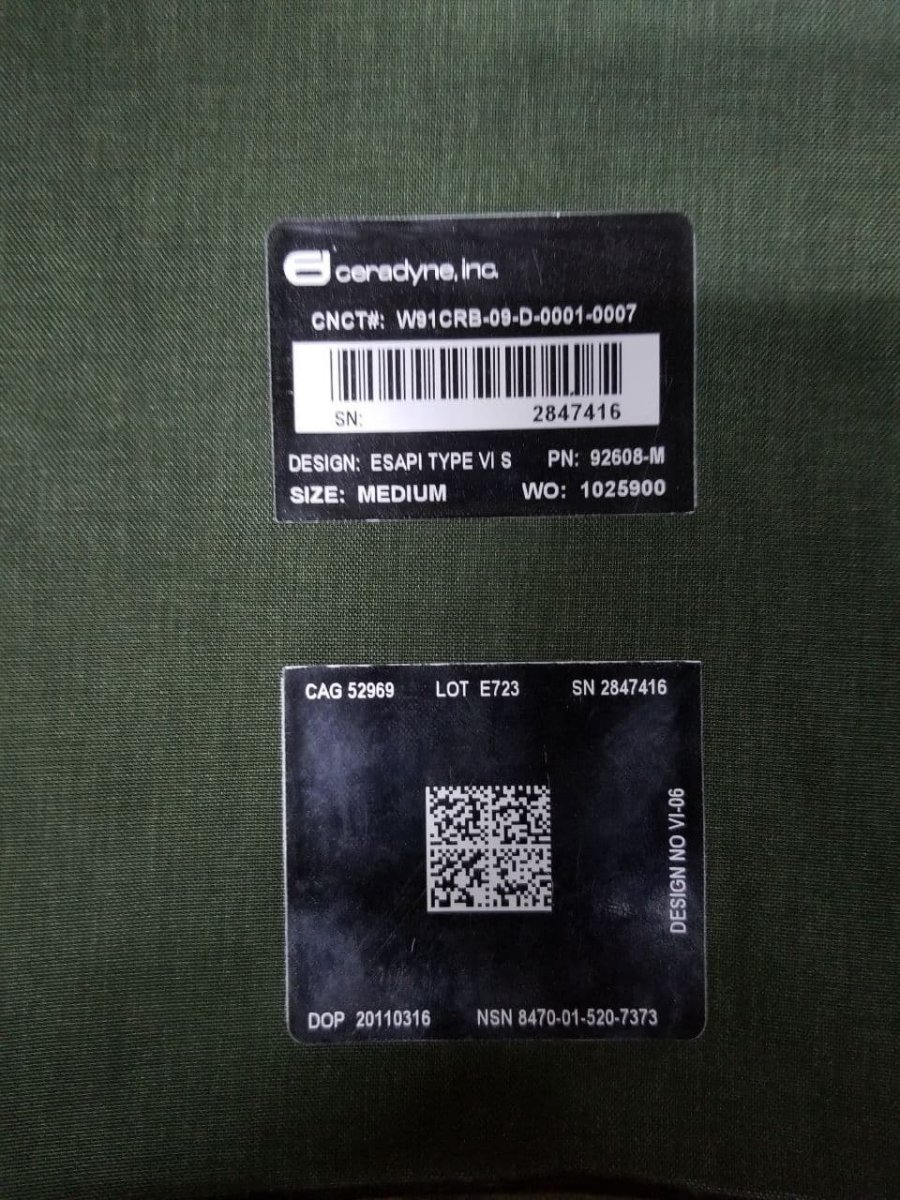 ceradyne, inc.
CNCT#: W91CRB-09-D-0001-0007
SN: 2847416
DESIGN: ESAPI TYPE VI S PN: 92608-M
SIZE: MEDIUM WO: 1025900
CAG 52969 LOT E723 SN 2847416
DESIGN NO VI-06
DOP 20110316 NSN 8470-01-520-7373